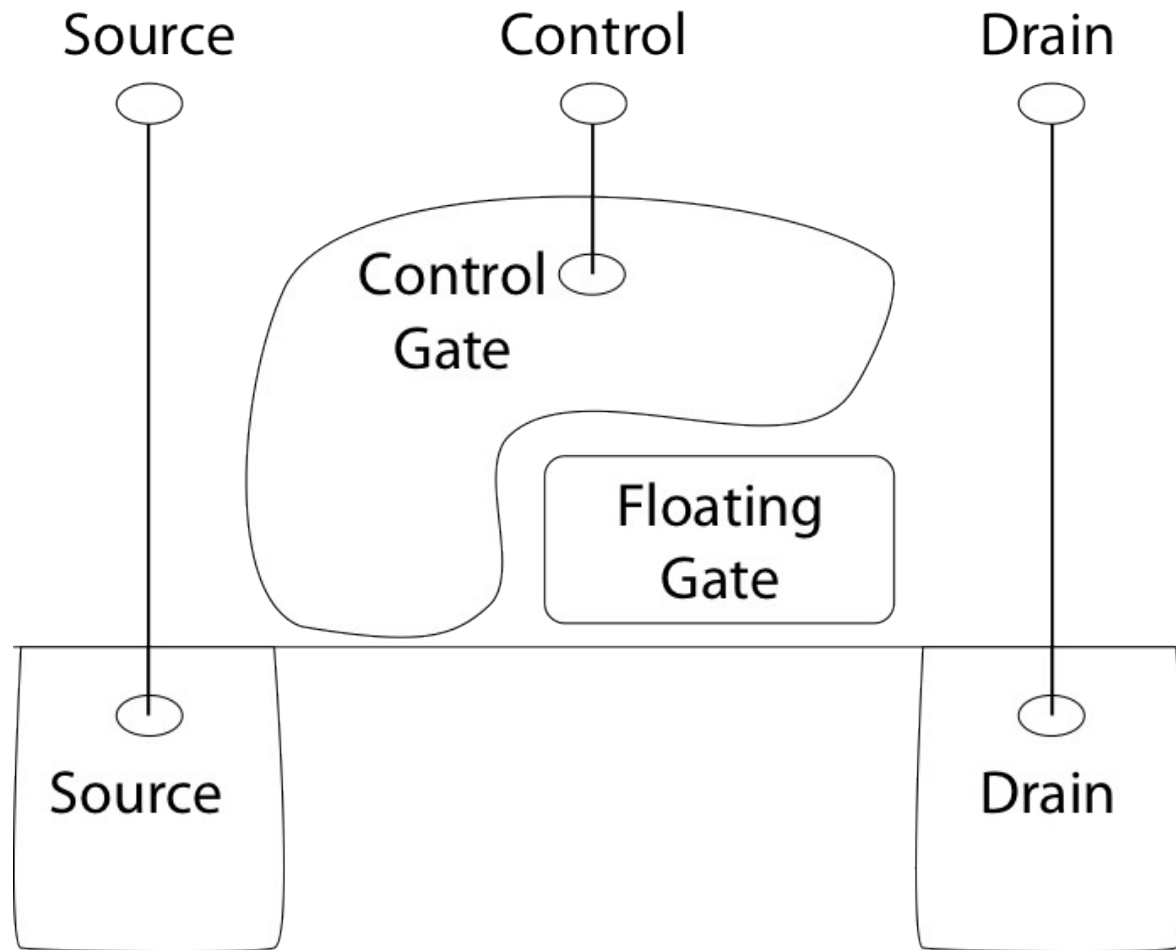 Source
Control
Drain
Control
Gate
Floating
Gate
Source
Drain